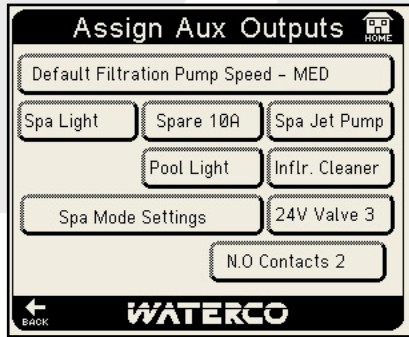 Assign Aux Outputs
HOME
Default Filtration Pump Speed - MED
Spa Light Spare 10A Spa Jet Pump
Pool Light Inflr. Cleaner
Spa Mode Settings 24V Valve 3
N.O Contacts 2
BACK WATERCO